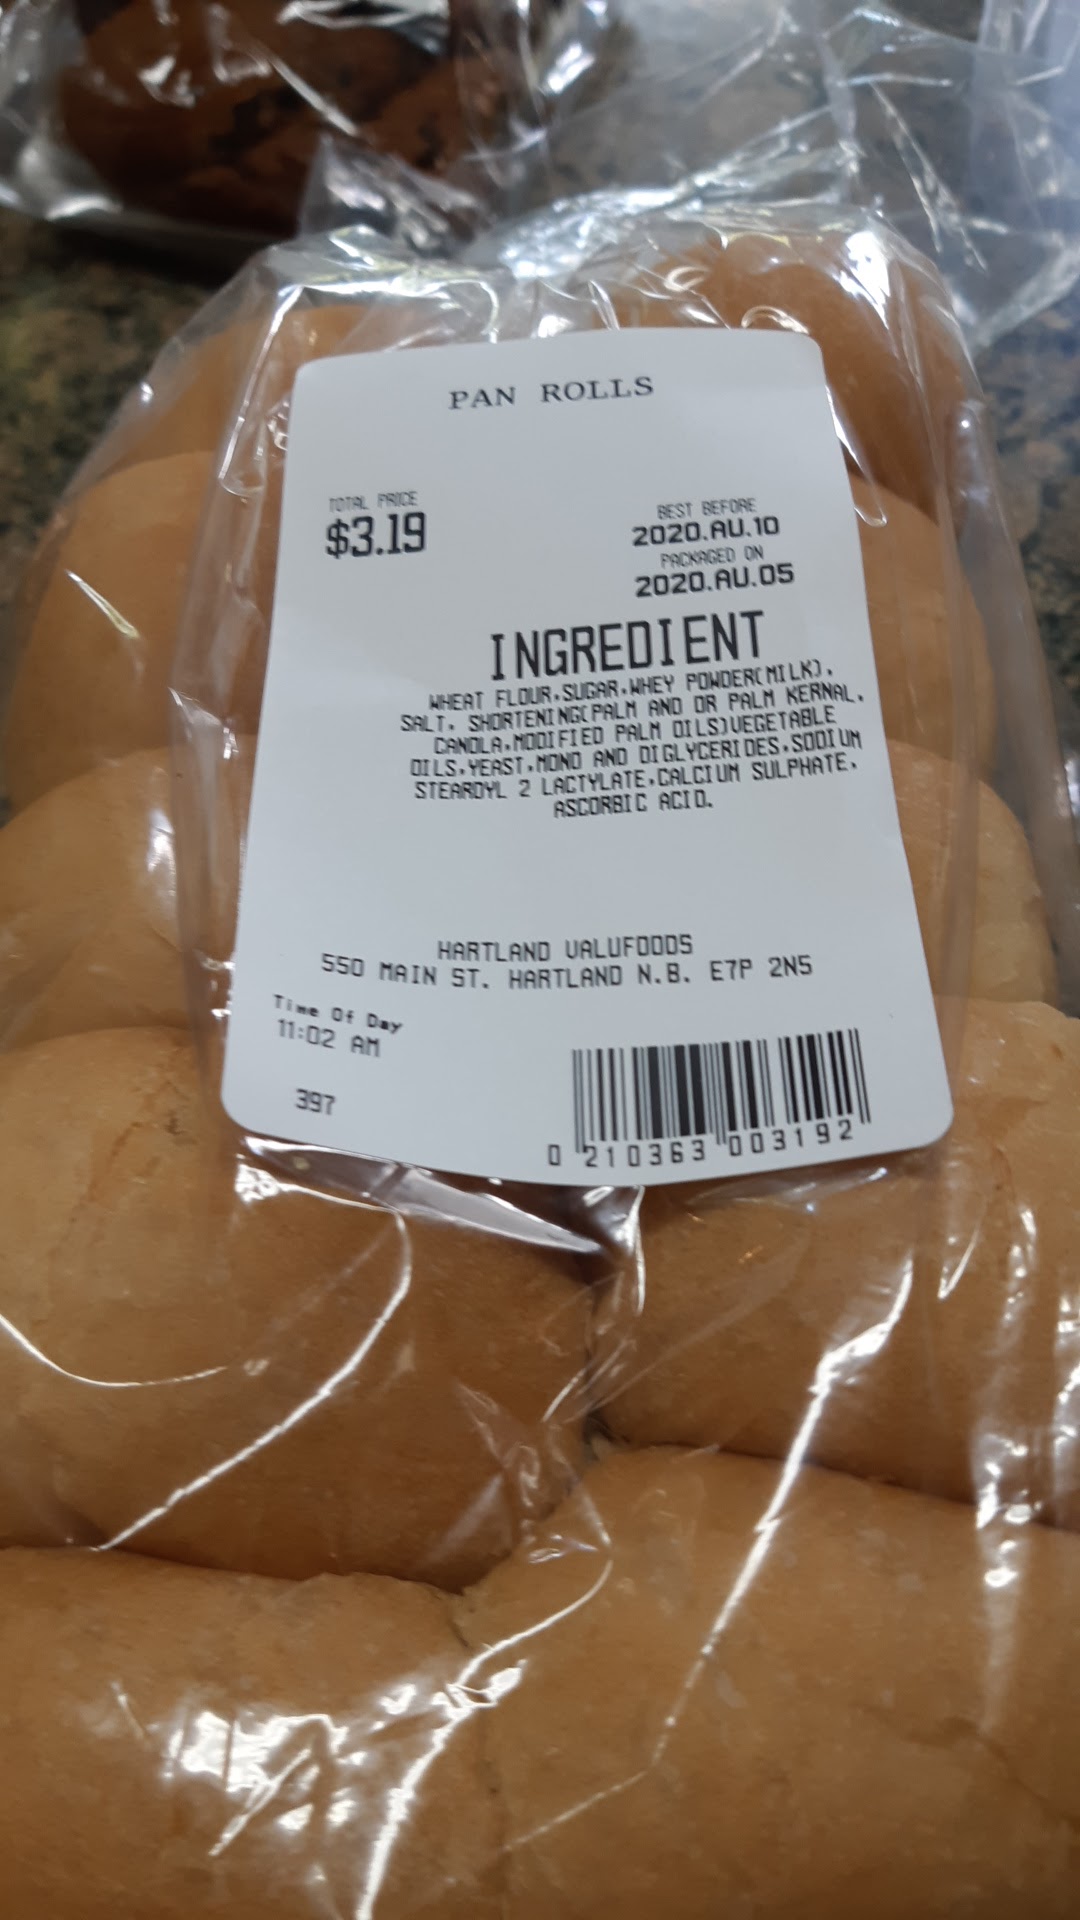 PAN ROLLS
TOTAL PRICE
$3.19
BEST BEFORE
2020.AU.10
PACKAGED ON
2020.AU.05
INGREDIENT
WHEAT FLOUR,SUGAR,WHEY POWDER(MILK),
SALT, SHORTENING(PALM AND OR PALM KERNAL,
CANOLA,MODIFIED PALM OILS)VEGETABLE
OILS,YEAST,MONO AND DIGLYCERIDES,SODIUM
STEAROYL 2 LACTYLATE,CALCIUM SULPHATE,
ASCORBIC ACID.
HARTLAND VALUFOODS
550 MAIN ST. HARTLAND N.B. E7P 2N5
Time Of Day
11:02 AM
397
0 210363 003192